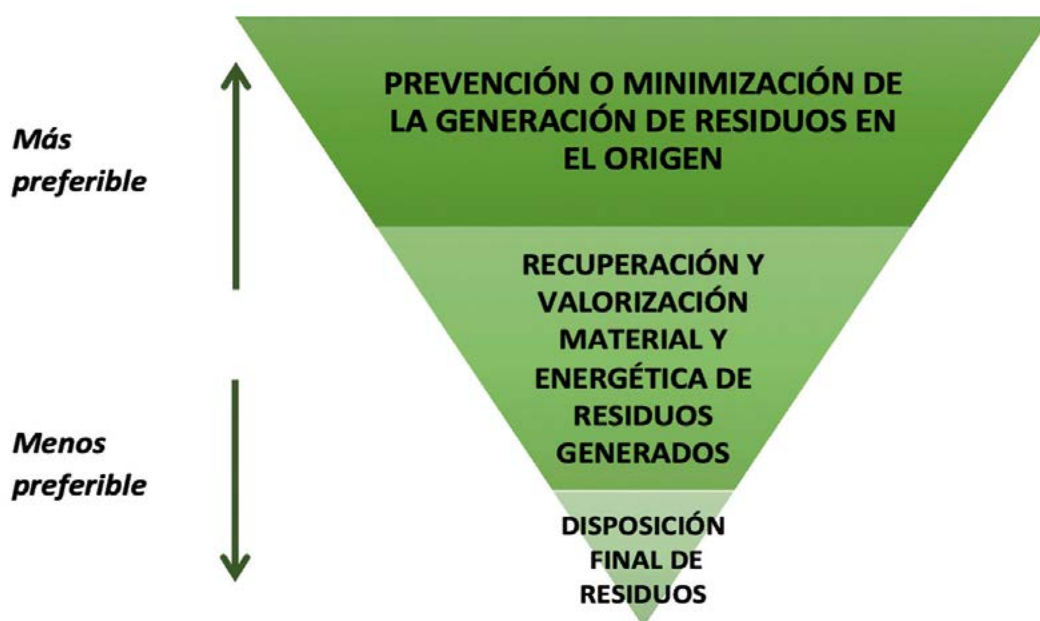 PREVENCIÓN O MINIMIZACIÓN DE
LA GENERACIÓN DE RESIDUOS EN
EL ORIGEN
Más
preferible
RECUPERACIÓN Y
VALORIZACIÓN
MATERIAL Y
ENERGÉTICA DE
RESIDUOS
GENERADOS
Menos
preferible
DISPOSICIÓN
FINAL DE
RESIDUOS